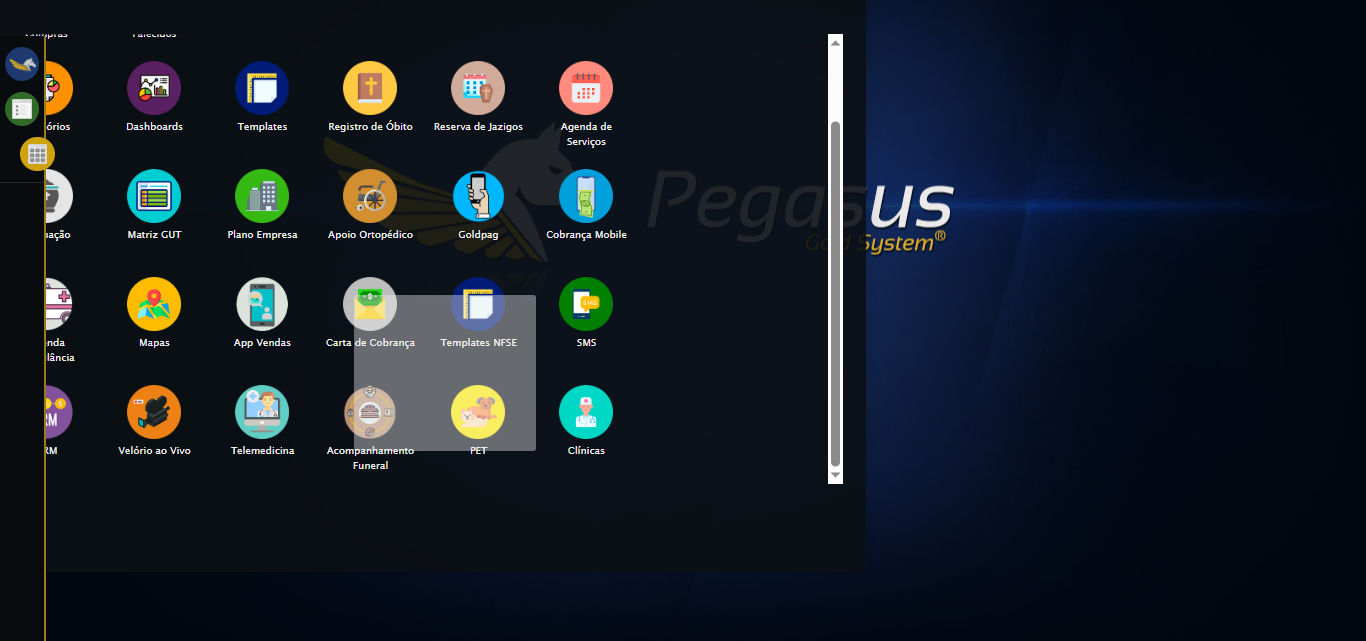 Falecidos
Dashboards
Templates
Registro de Óbito
Reserva de Jazigos
Agenda de
Serviços
Pegasus
Gold System®
Matriz GUT
Plano Empresa
Apoio Ortopédico
Goldpag
Cobrança Mobile
Mapas
App Vendas
Carta de Cobrança
Templates NFSE
SMS
SMS
Velório ao Vivo
Telemedicina
Acompanhamento
Funeral
PET
Clínicas